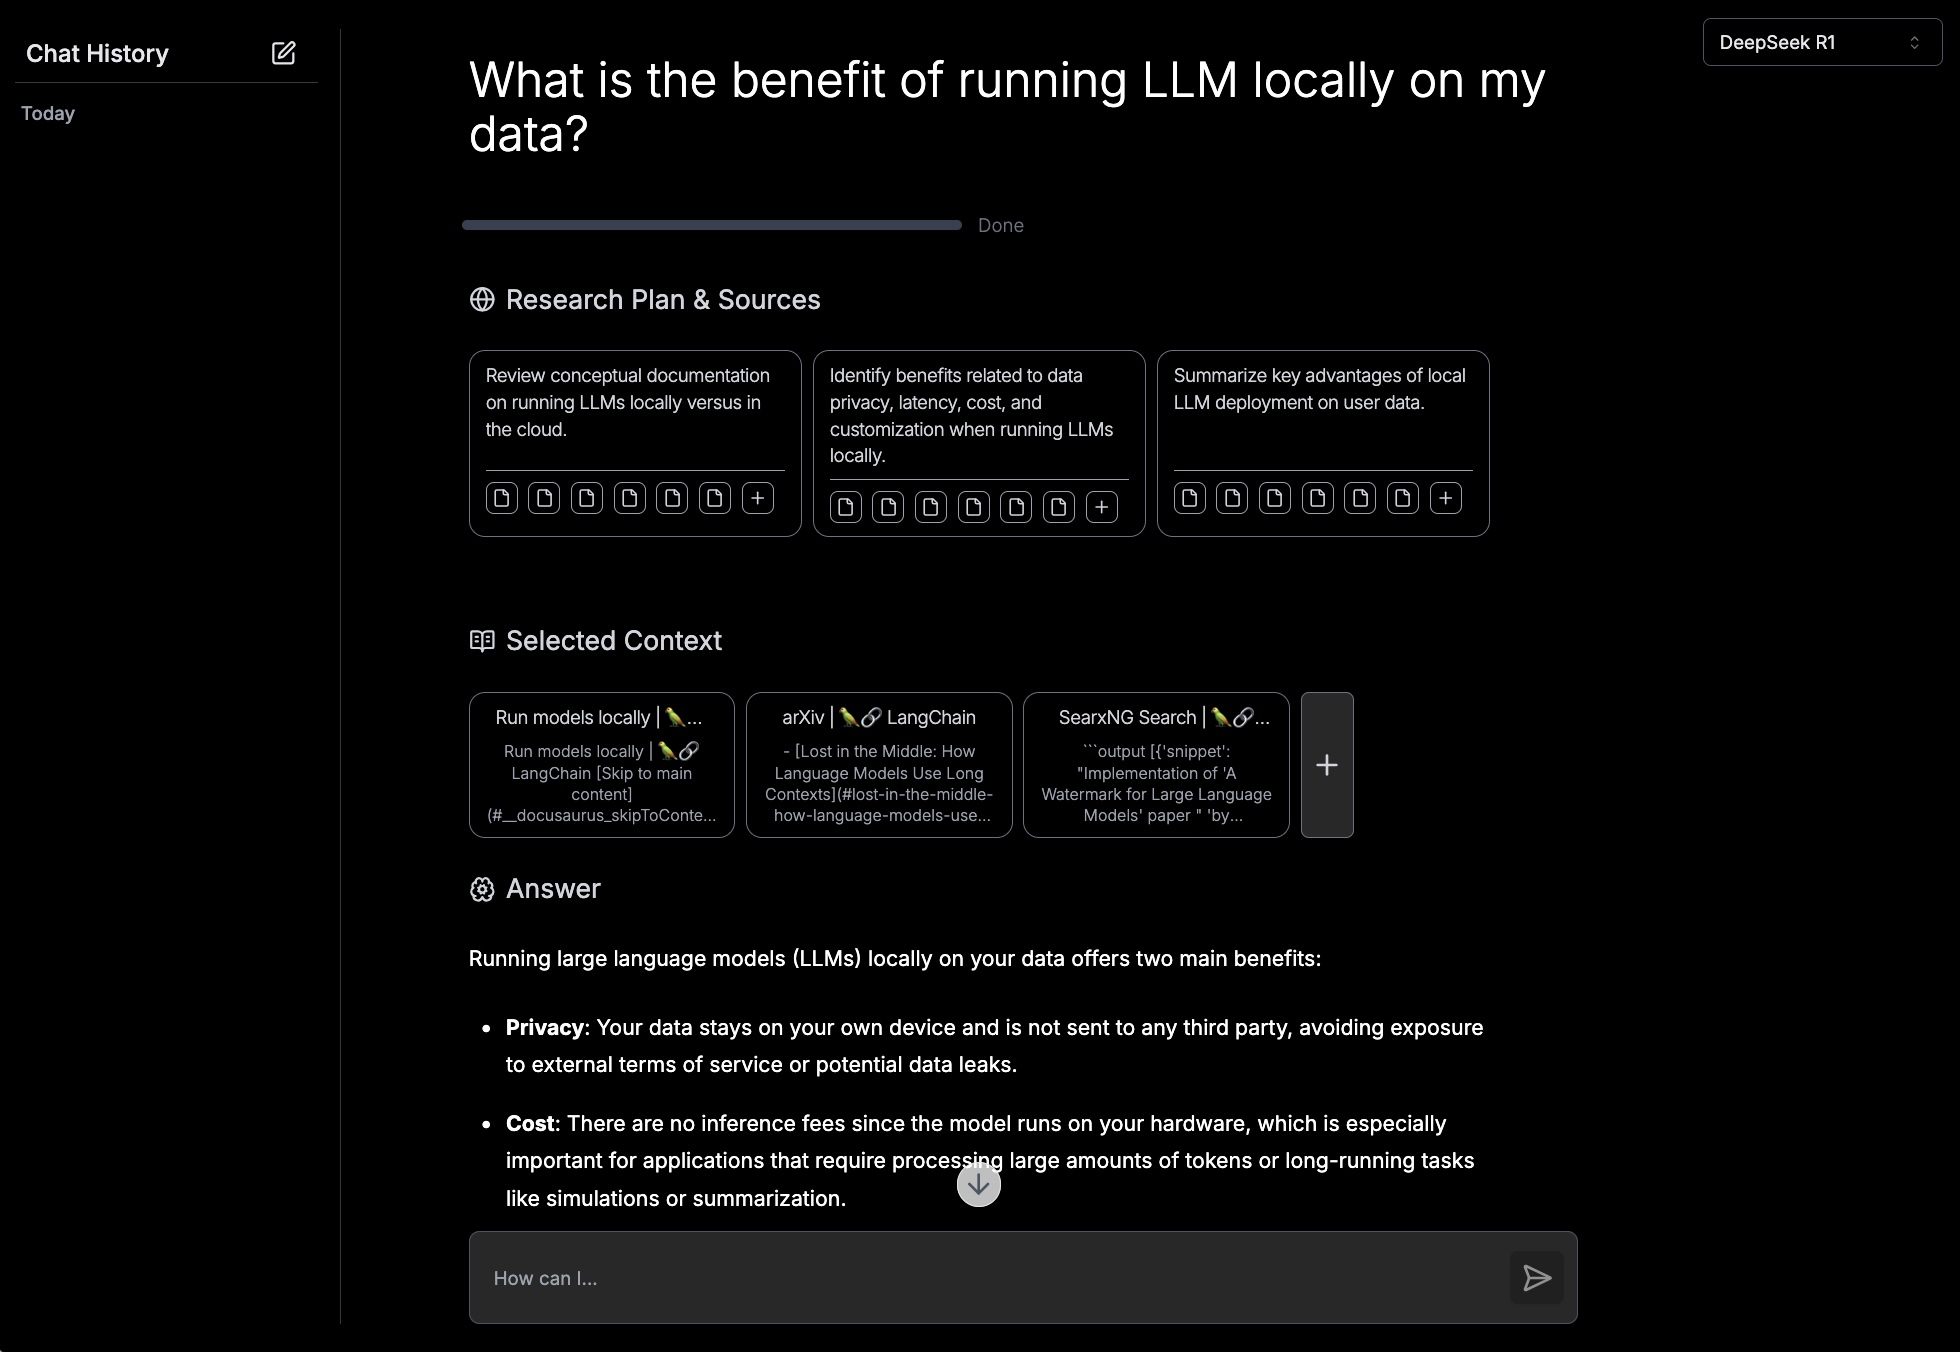 Chat History
Today
DeepSeek R1
What is the benefit of running LLM locally on my
data?
Done
Research Plan & Sources
Review conceptual documentation
on running LLMs locally versus in
the cloud.
Identify benefits related to data
privacy, latency, cost, and
customization when running LLMs
locally.
Summarize key advantages of local
LLM deployment on user data.
Selected Context
Run models locally | 🦜...
Run models locally | 🦜🔗
LangChain [Skip to main
content]
(#__docusaurus_skipToConte...
arXiv | 🦜🔗 LangChain
- [Lost in the Middle: How
Language Models Use Long
Contexts](#lost-in-the-middle-
how-language-models-use...
SearxNG Search | 🦜🔗...
```output [{'snippet':
"Implementation of 'A
Watermark for Large Language
Models' paper " 'by...
Answer
Running large language models (LLMs) locally on your data offers two main benefits:
• Privacy: Your data stays on your own device and is not sent to any third party, avoiding exposure
to external terms of service or potential data leaks.
• Cost: There are no inference fees since the model runs on your hardware, which is especially
important for applications that require processing large amounts of tokens or long-running tasks
like simulations or summarization.
How can I...